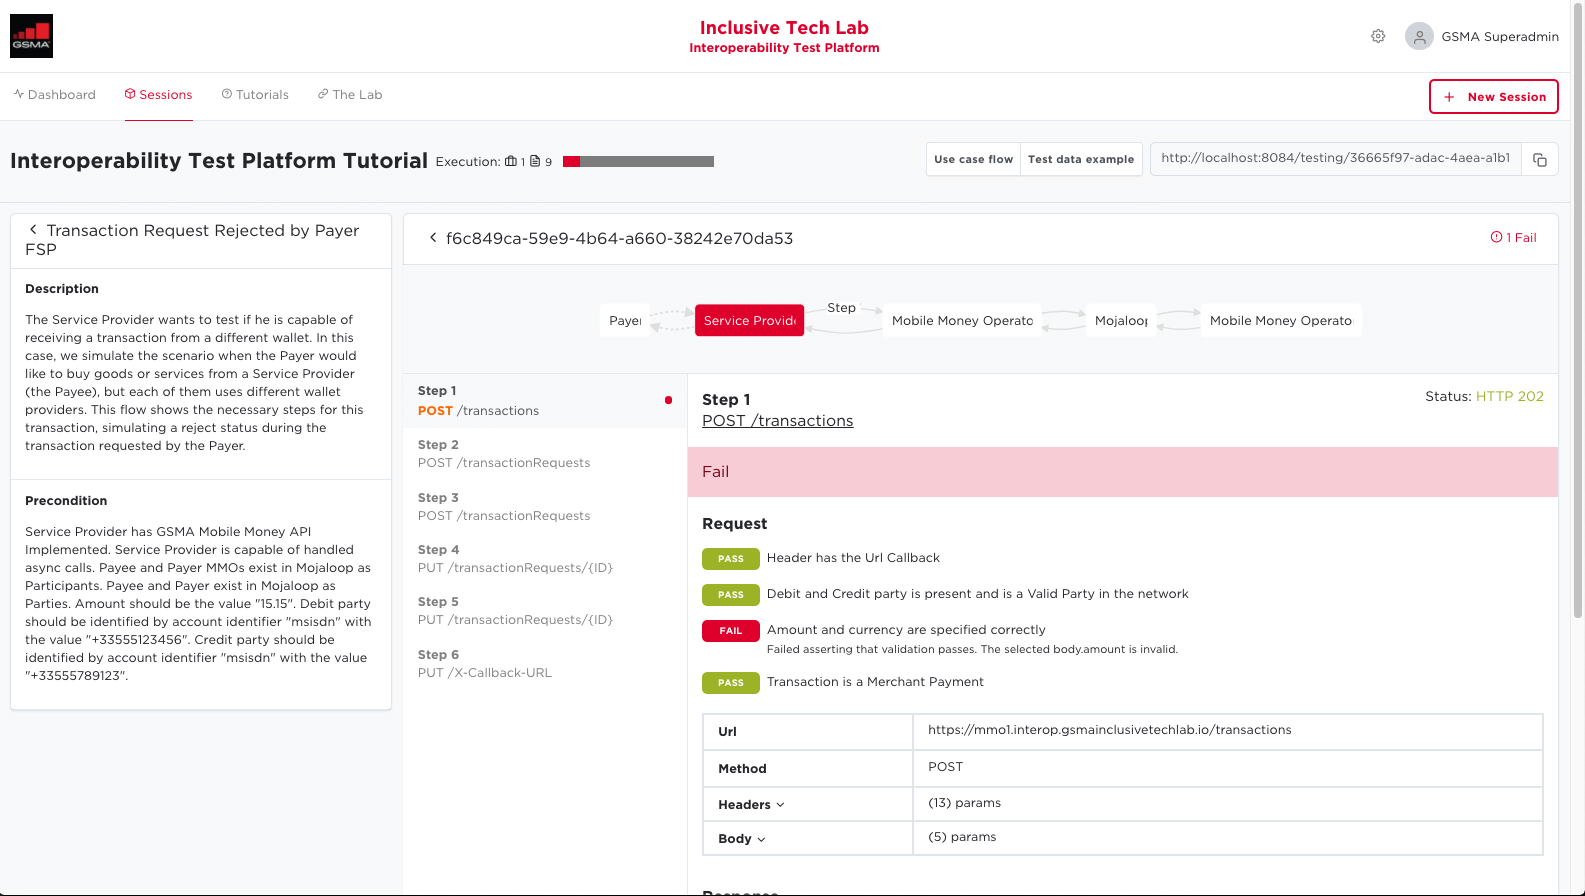 GSMA
Inclusive Tech Lab
Interoperability Test Platform
GSMA Superadmin
Dashboard
Sessions
Tutorials
The Lab
+ New Session
Interoperability Test Platform Tutorial
Execution: 1 9
Use case flow
Test data example
http://localhost:8084/testing/36665f97-adac-4aea-a1b1
Transaction Request Rejected by Payer
FSP
Description
The Service Provider wants to test if he is capable of
receiving a transaction from a different wallet. In this
case, we simulate the scenario when the Payer would
like to buy goods or services from a Service Provider
(the Payee), but each of them uses different wallet
providers. This flow shows the necessary steps for this
transaction, simulating a reject status during the
transaction requested by the Payer.
Precondition
Service Provider has GSMA Mobile Money API
Implemented. Service Provider is capable of handled
async calls. Payee and Payer MMOs exist in Mojaloop as
Participants. Payee and Payer exist in Mojaloop as
Parties. Amount should be the value "15.15". Debit party
should be identified by account identifier "msisdn" with
the value "+33555123456". Credit party should be
identified by account identifier "msisdn" with the value
"+33555789123".
f6c849ca-59e9-4b64-a660-38242e70da53
1 Fail
Payer
Service Provide
Step
Mobile Money Operato
Mojaloop
Mobile Money Operato
Step 1
POST /transactions
Step 2
POST /transactionRequests
Step 3
POST /transactionRequests
Step 4
PUT /transactionRequests/{ID}
Step 5
PUT /transactionRequests/{ID}
Step 6
PUT /X-Callback-URL
Step 1
POST /transactions
Status: HTTP 202
Fail
Request
PASS Header has the Url Callback
PASS Debit and Credit party is present and is a Valid Party in the network
FAIL Amount and currency are specified correctly
Failed asserting that validation passes. The selected body.amount is invalid.
PASS Transaction is a Merchant Payment
Url https://mmo1.interop.gsmainclusivetechlab.io/transactions
Method POST
Headers (13) params
Body (5) params
Response